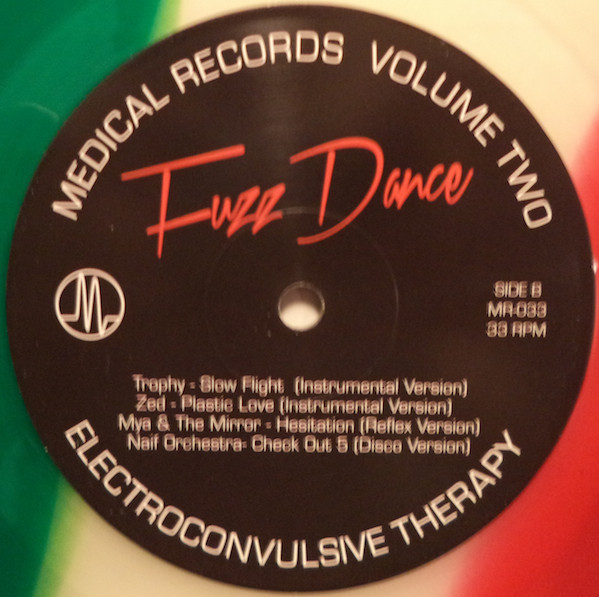 MEDICAL RECORDS VOLUME TWO
Fuzz Dance
SIDE B
MR-033
33 RPM
Trophy - Slow Flight (Instrumental Version)
Zed - Plastic Love (Instrumental Version)
Mya & The Mirror - Hesitation (Reflex Version)
Naif Orchestra- Check Out 5 (Disco Version)
ELECTROCONVULSIVE THERAPY